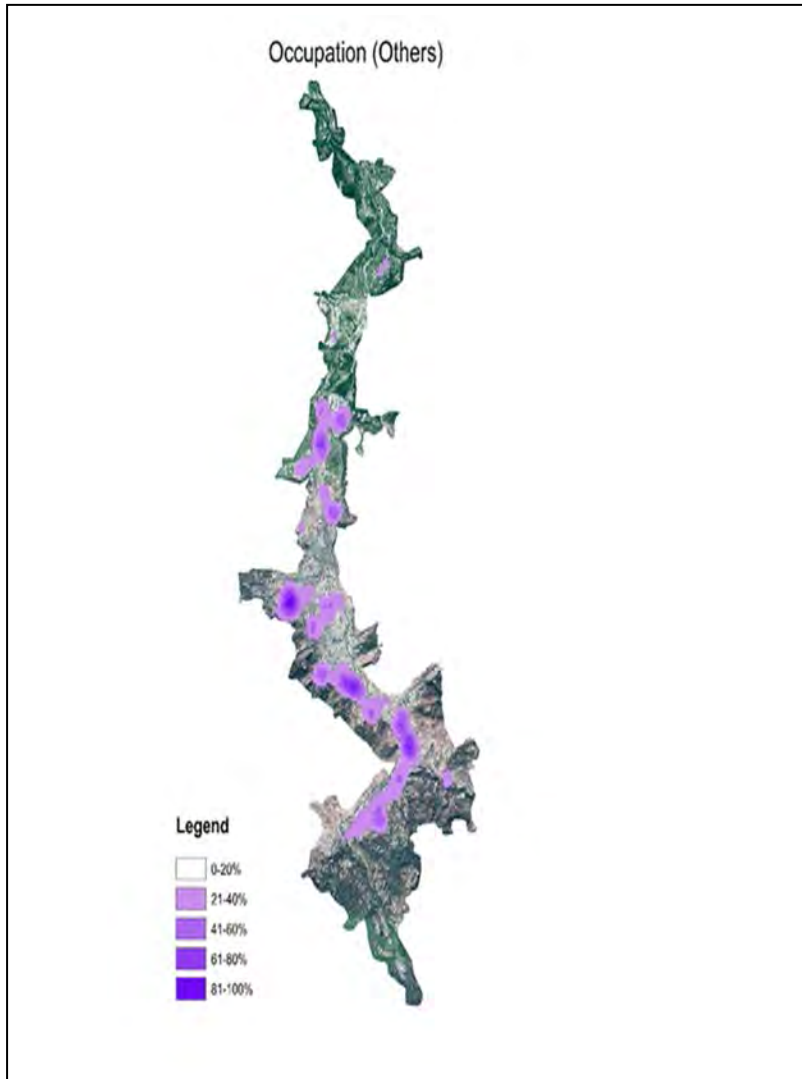 Occupation (Others)
Legend
0-20%
21-40%
41-60%
61-80%
81-100%